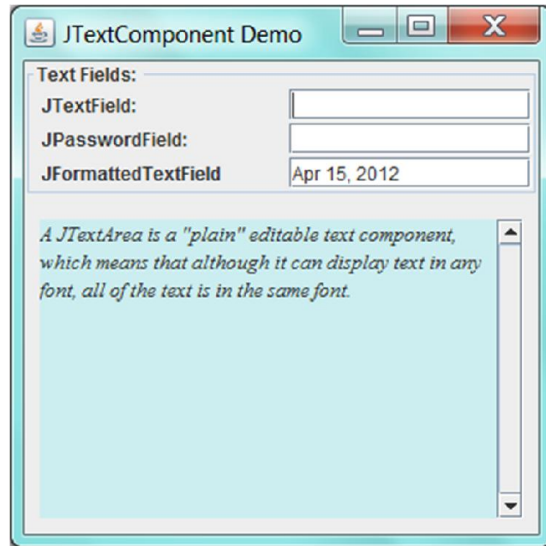 JTextComponent Demo
Text Fields:
JTextField:
JPasswordField:
JFormattedTextField
Apr 15, 2012
A JTextArea is a "plain" editable text component,
which means that although it can display text in any
font, all of the text is in the same font.